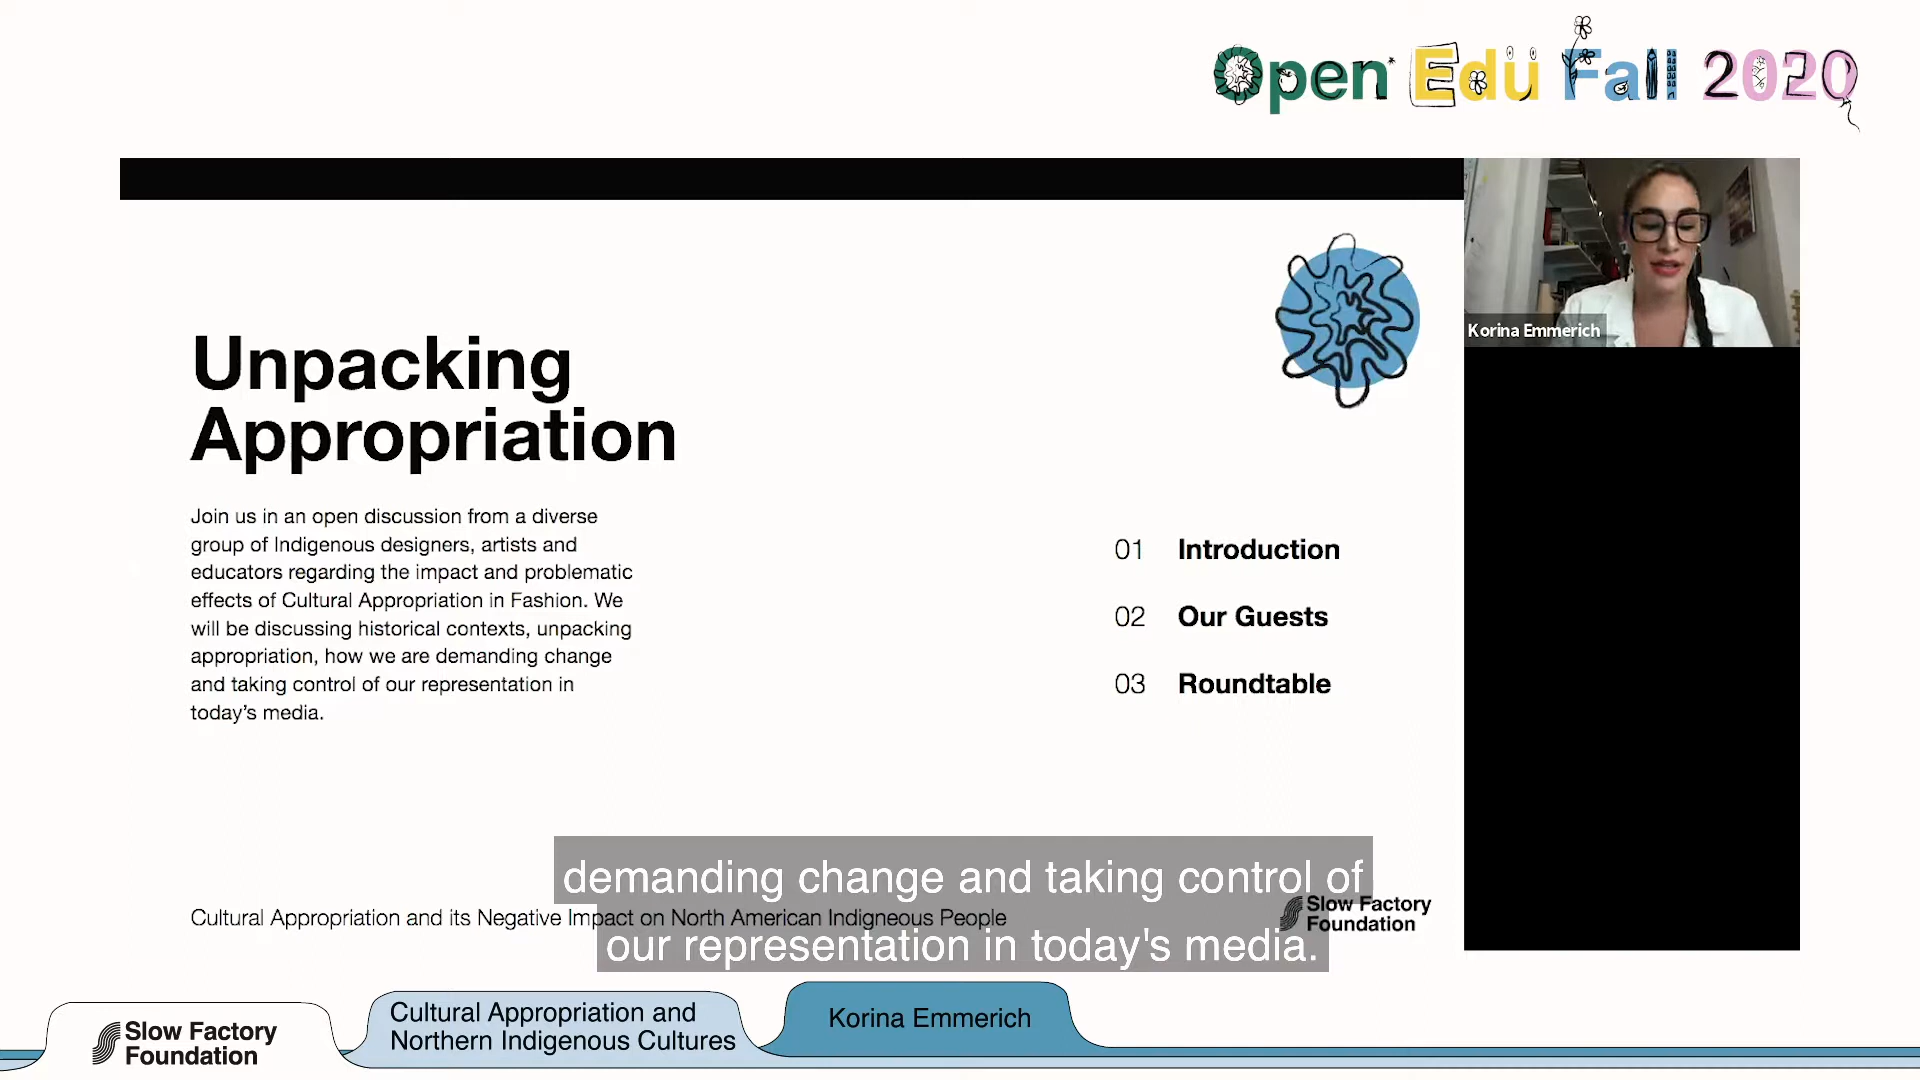 Open* Edu Fall 2020
Korina Emmerich
Unpacking
Appropriation
Join us in an open discussion from a diverse
group of Indigenous designers, artists and
educators regarding the impact and problematic
effects of Cultural Appropriation in Fashion. We
will be discussing historical contexts, unpacking
appropriation, how we are demanding change
and taking control of our representation in
today's media.
01 Introduction
02 Our Guests
03 Roundtable
demanding change and taking control of
our representation in today's media.
Cultural Appropriation and its Negative Impact on North American Indigneous People
Slow Factory
Foundation
Slow Factory
Foundation
Cultural Appropriation and
Northern Indigenous Cultures
Korina Emmerich